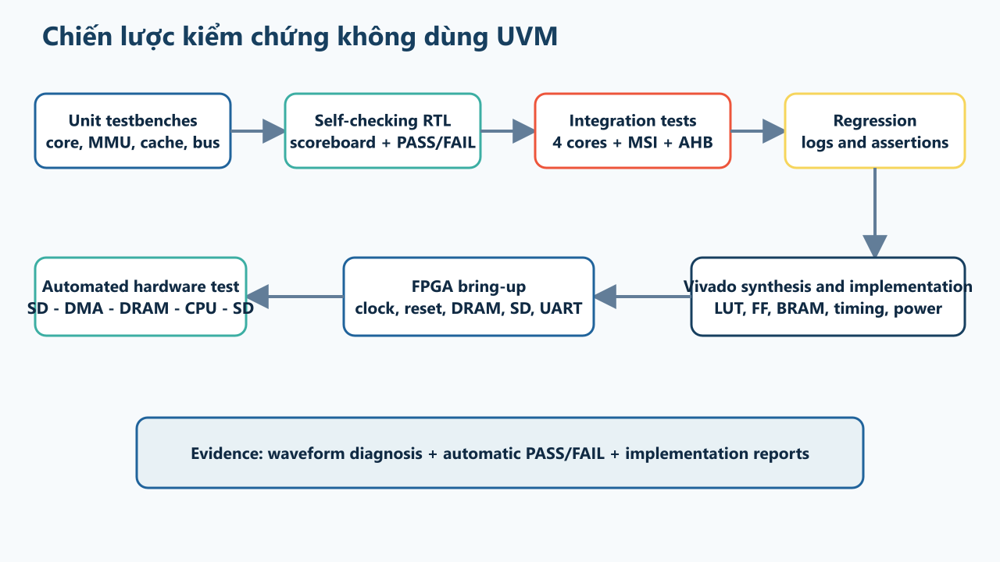 Chiến lược kiểm chứng không dùng UVM
Unit testbenches
core, MMU, cache, bus
Self-checking RTL
scoreboard + PASS/FAIL
Integration tests
4 cores + MSI + AHB
Regression
logs and assertions
Automated hardware test
SD - DMA - DRAM - CPU - SD
FPGA bring-up
clock, reset, DRAM, SD, UART
Vivado synthesis and implementation
LUT, FF, BRAM, timing, power
Evidence: waveform diagnosis + automatic PASS/FAIL + implementation reports